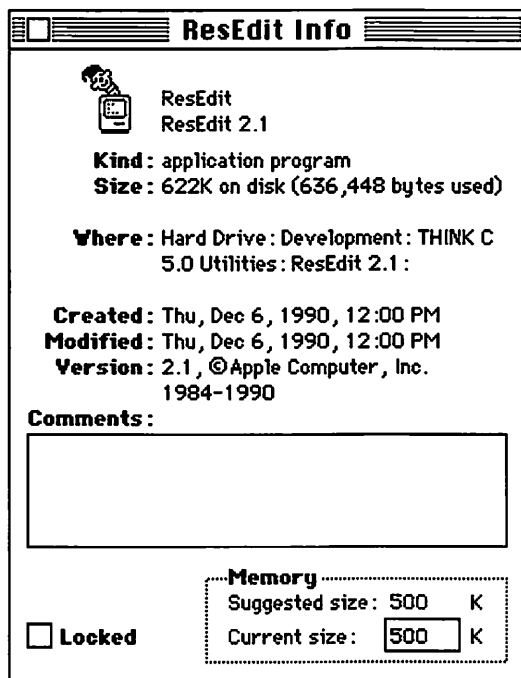 ResEdit Info
ResEdit
ResEdit 2.1
Kind: application program
Size: 622K on disk (636,448 bytes used)
Where: Hard Drive: Development: THINK C
5.0 Utilities: ResEdit 2.1:
Created: Thu, Dec 6, 1990, 12:00 PM
Modified: Thu, Dec 6, 1990, 12:00 PM
Version: 2.1, ©Apple Computer, Inc.
1984-1990
Comments:
Memory
Suggested size: 500 K
Locked
Current size: 500 K